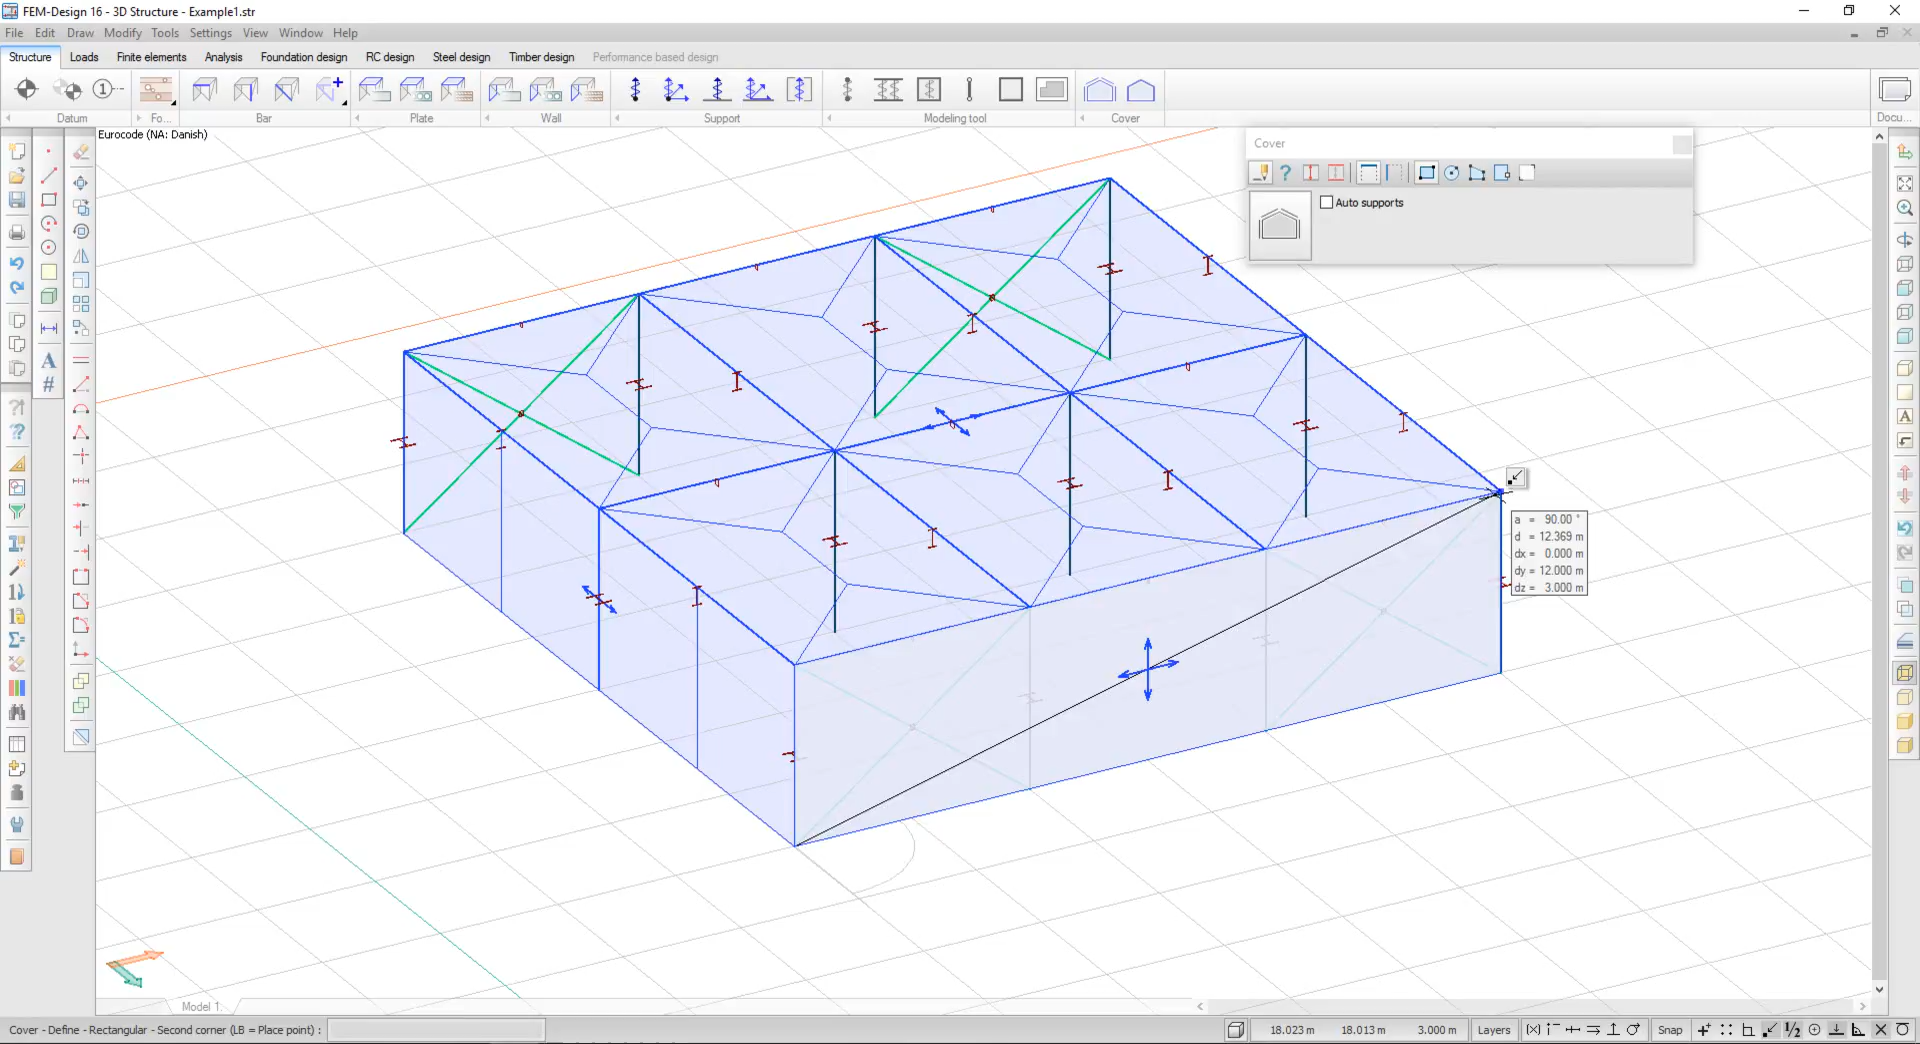 FEM-Design 16 - 3D Structure - Example1.str
File Edit Draw Modify Tools Settings View Window Help
Structure Loads Finite elements Analysis Foundation design RC design Steel design Timber design Performance based design
Datum Fo... Bar Plate Wall Support Modeling tool Cover Docu...
Eurocode (NA: Danish)
Cover
Auto supports
a = 90.00 °
d = 12.369 m
dx = 0.000 m
dy = 12.000 m
dz = 3.000 m
Model 1
Cover - Define - Rectangular - Second corner (LB = Place point) :
18.023 m 18.013 m 3.000 m Layers Snap 1/2